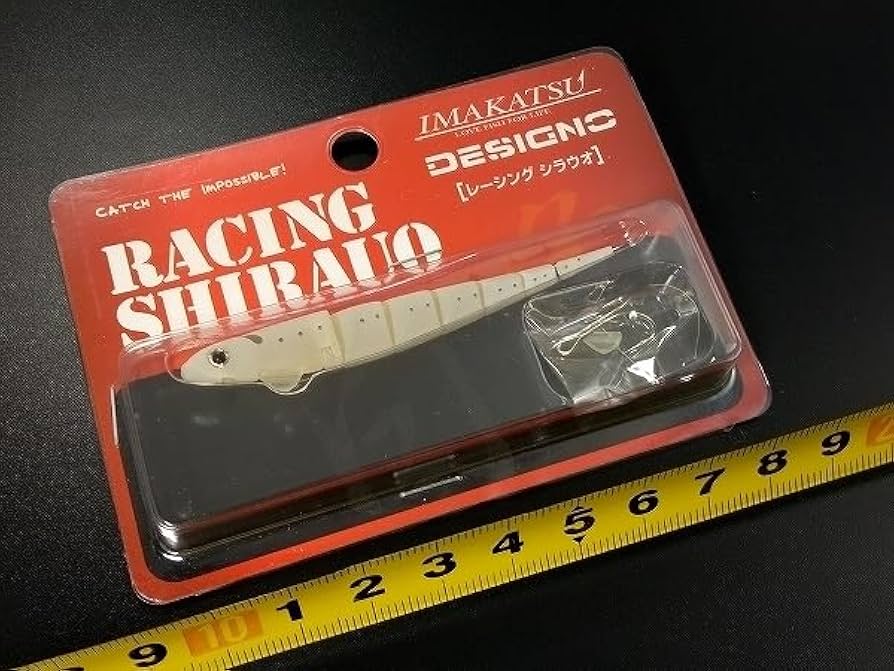 IMAKATSU
LOVE FISH FOR LIFE
DESIGNO
[レーシング シラウオ]
CATCH THE IMPOSSIBLE!
RACING
SHIRAUO
9 10 1 2 3 4 5 6 7 8 9